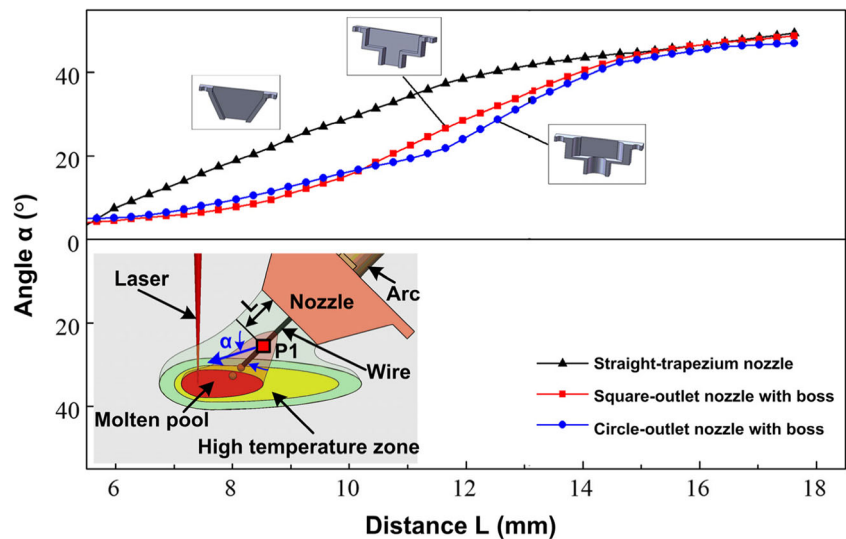 40
20
0
20
40
Angle α (°)
Laser
Nozzle
Arc
L
α
P1
Wire
Molten pool
High temperature zone
Straight-trapezium nozzle
Square-outlet nozzle with boss
Circle-outlet nozzle with boss
6 8 10 12 14 16 18
Distance L (mm)